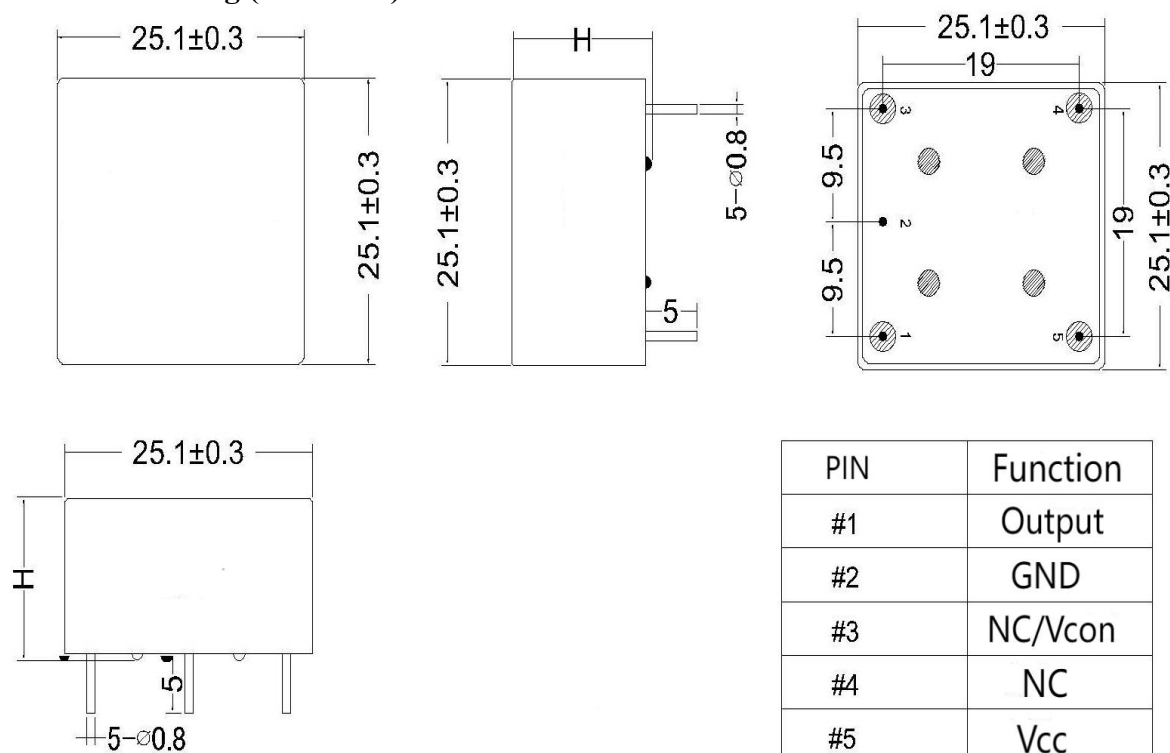 25.1±0.3
25.1±0.3
H
25.1±0.3
5-⌀0.8
5
25.1±0.3
19
9.5
9.5
3
4
2
1
5
19
25.1±0.3
25.1±0.3
H
5
5-⌀0.8
PIN Function
#1 Output
#2 GND
#3 NC/Vcon
#4 NC
#5 Vcc